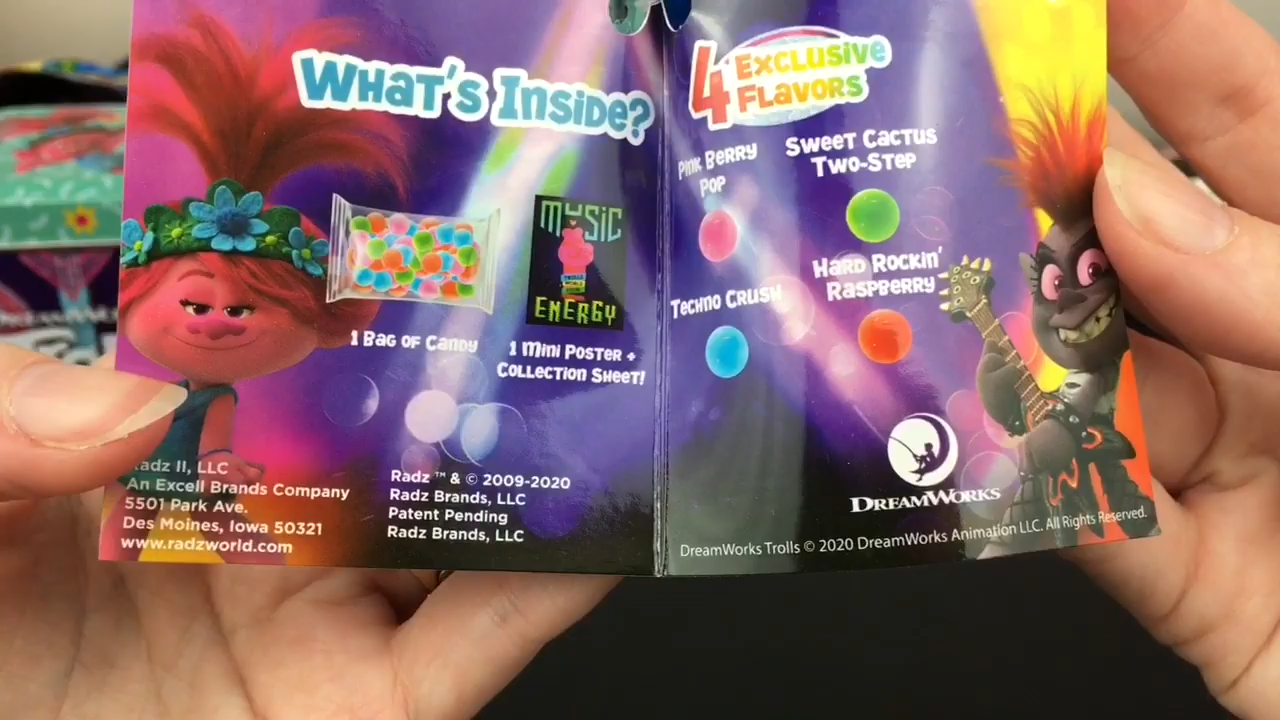 What's Inside?
1 Bag of Candy
MUSIC
ENERGY
1 Mini Poster +
Collection Sheet!
Radz II, LLC
An Excell Brands Company
5501 Park Ave.
Des Moines, Iowa 50321
www.radzworld.com
Radz ™ & © 2009-2020
Radz Brands, LLC
Patent Pending
Radz Brands, LLC
4 Exclusive
Flavors
Pink Berry
Pop
Sweet Cactus
Two-Step
Techno Crush
Hard Rockin'
Raspberry
DreamWorks
DreamWorks Trolls © 2020 DreamWorks Animation LLC. All Rights Reserved.